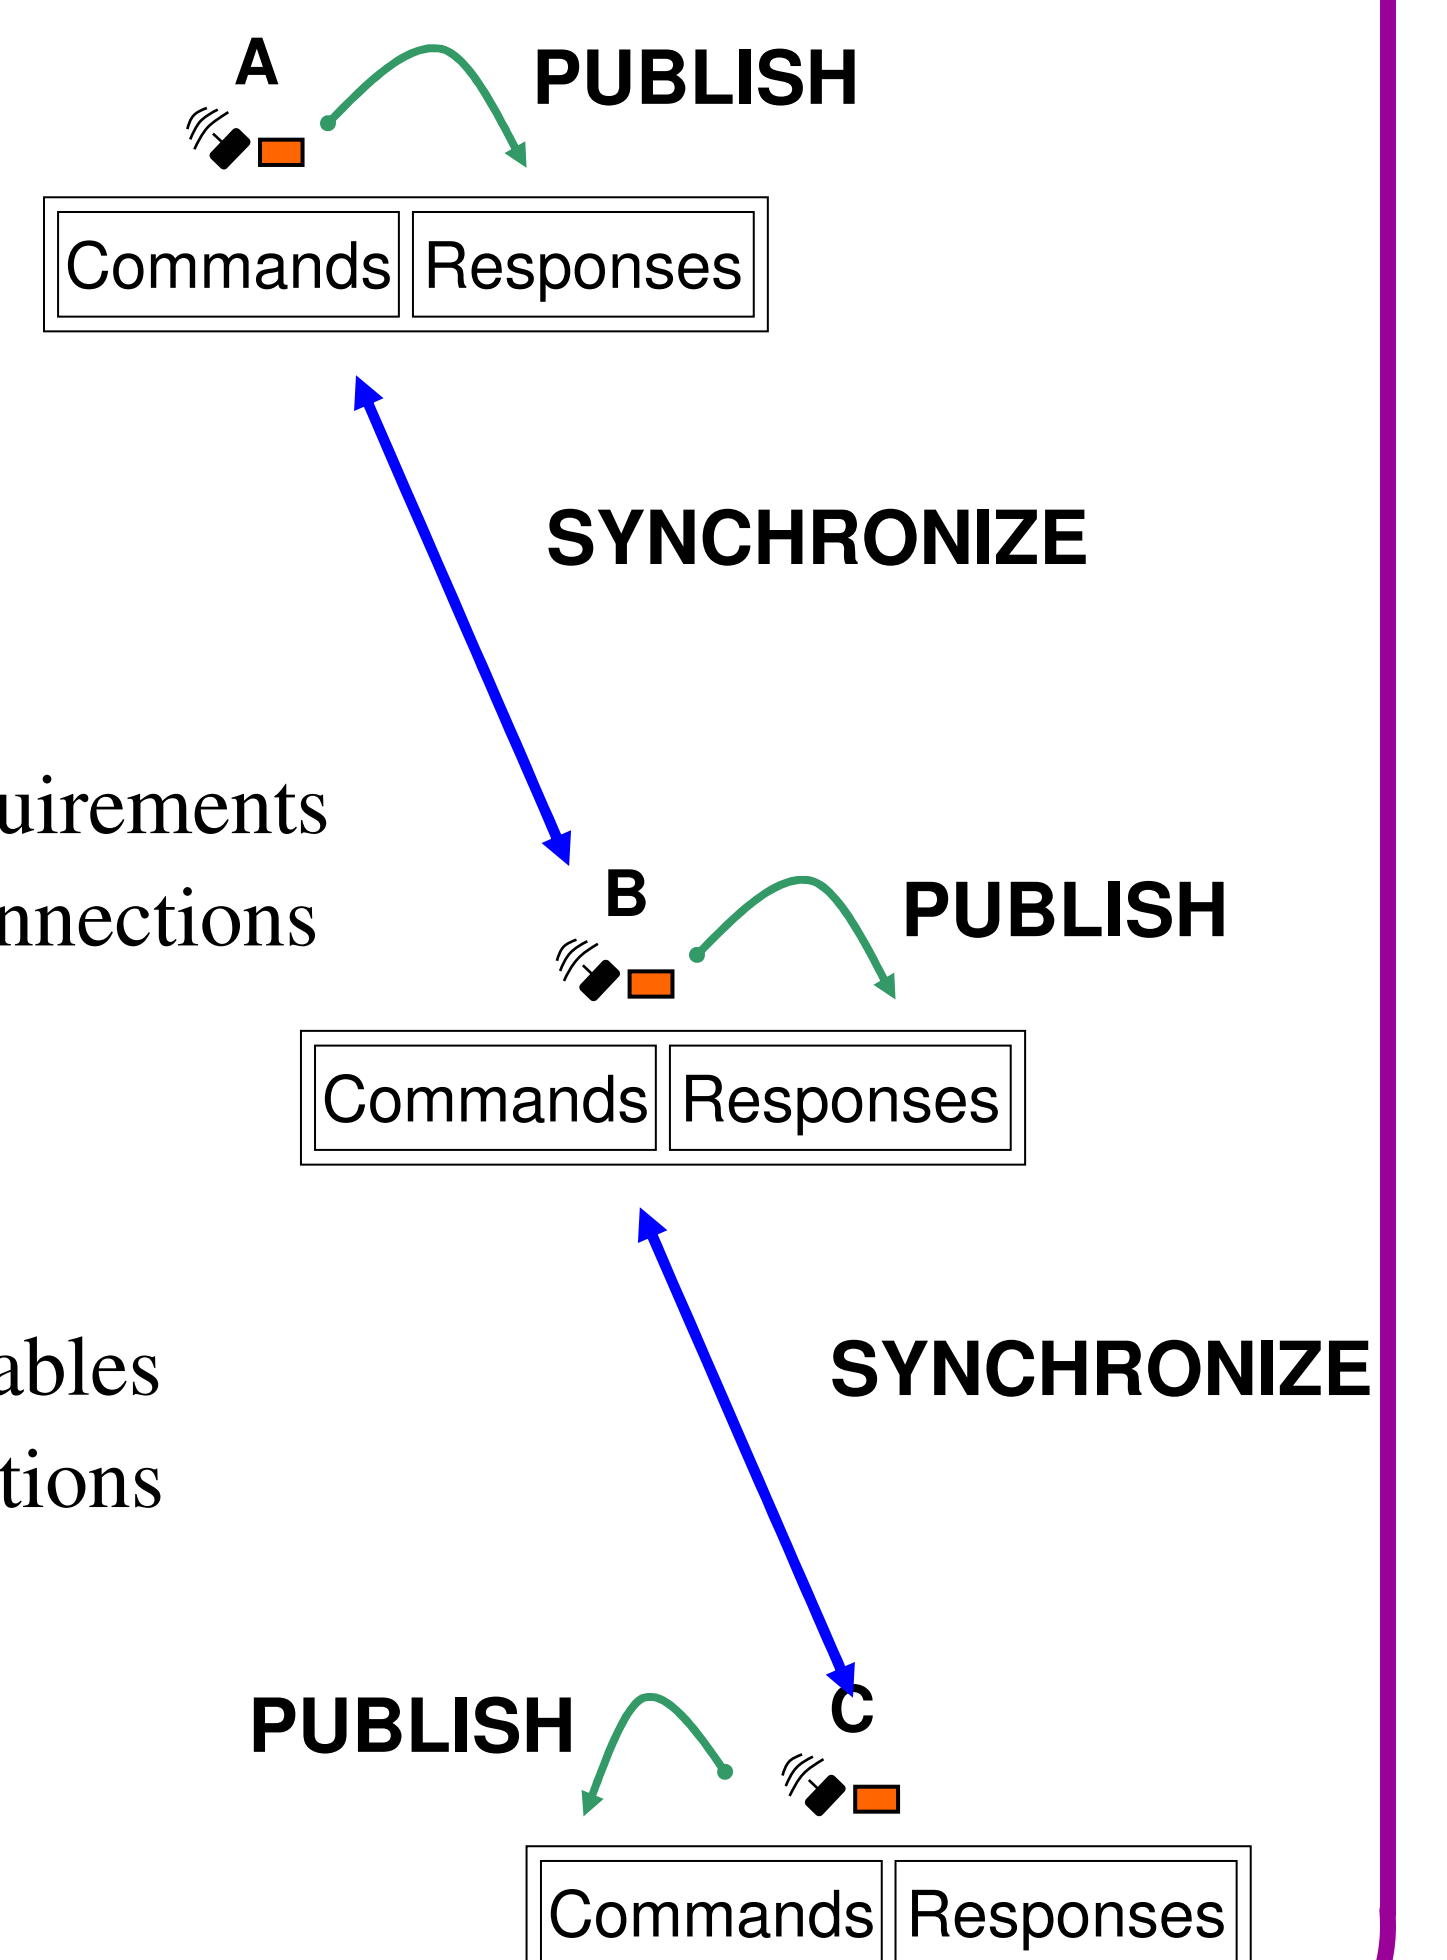 A
PUBLISH
Commands Responses
SYNCHRONIZE
uirements
nnections
B
PUBLISH
Commands Responses
SYNCHRONIZE
ables
tions
C
PUBLISH
Commands Responses